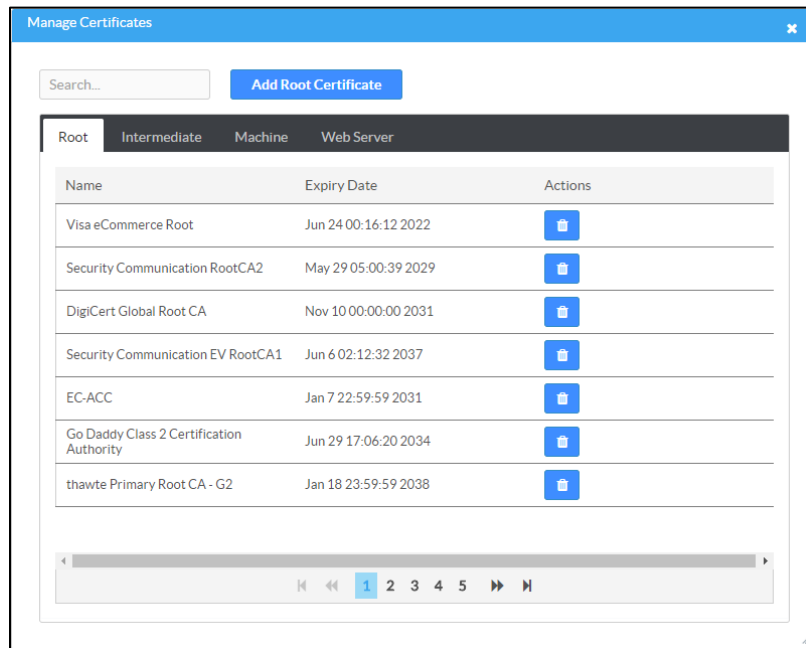 Manage Certificates
Search...
Add Root Certificate
Root Intermediate Machine Web Server
Name Expiry Date Actions
Visa eCommerce Root Jun 24 00:16:12 2022
Security Communication RootCA2 May 29 05:00:39 2029
DigiCert Global Root CA Nov 10 00:00:00 2031
Security Communication EV RootCA1 Jun 6 02:12:32 2037
EC-ACC Jan 7 22:59:59 2031
Go Daddy Class 2 Certification
Authority Jun 29 17:06:20 2034
thawte Primary Root CA - G2 Jan 18 23:59:59 2038
1 2 3 4 5